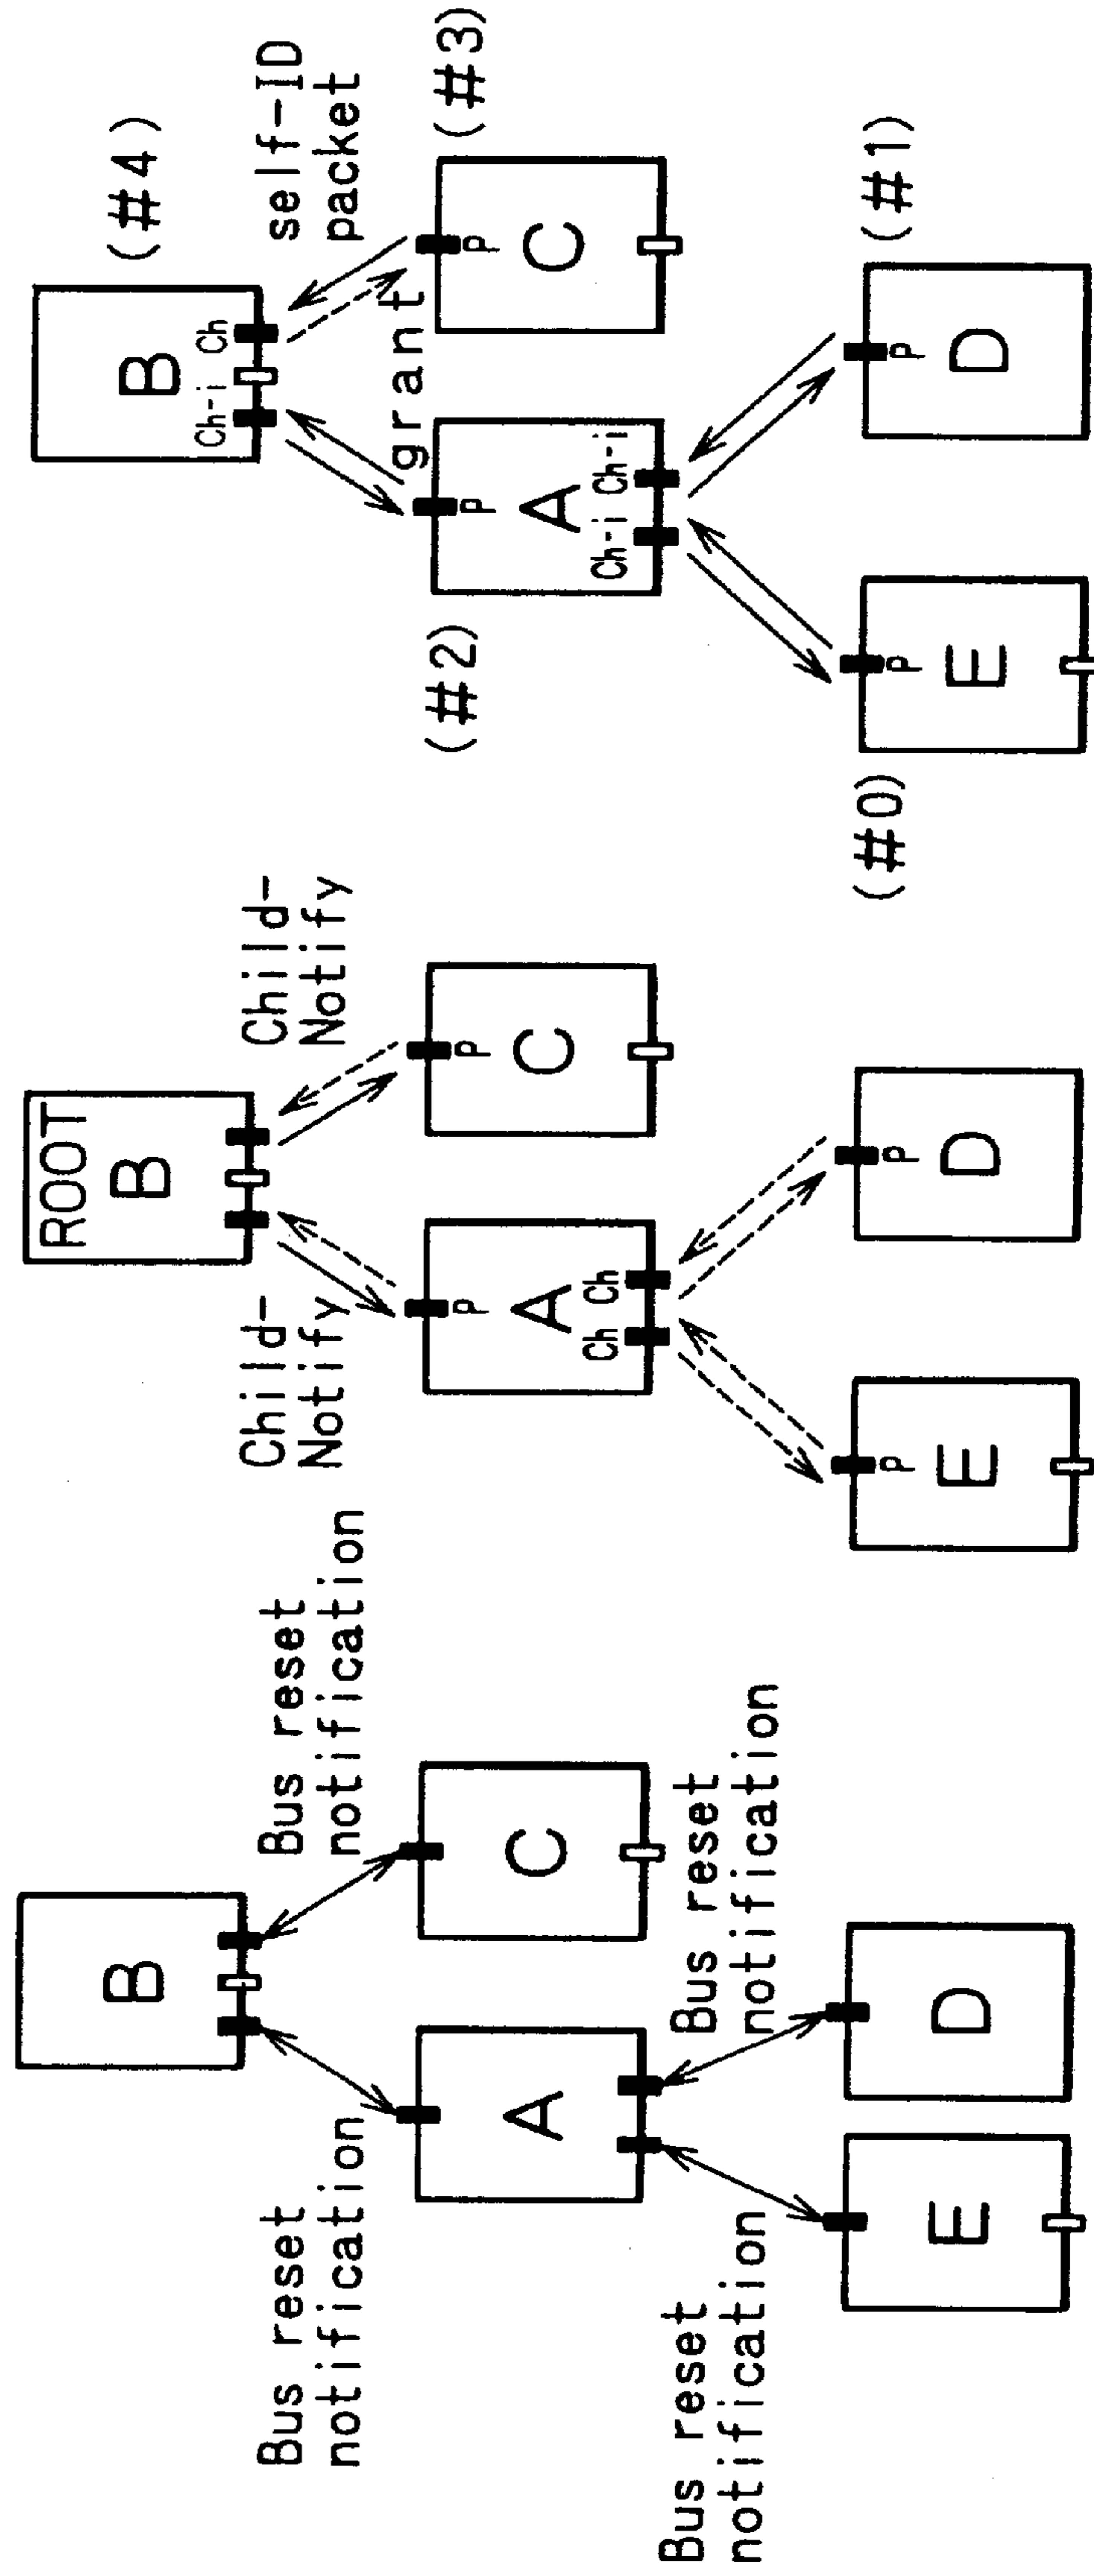 B
Bus reset
notification
Bus reset
notification
A
C
Bus reset
notification
Bus reset
notification
E
D
ROOT
B
Child-
Notify
Child-
Notify
P
A
Ch
Ch
P
C
P
E
P
D
(#4)
B
Ch-i
Ch
self-ID
packet
grant
(#2)
P
A
Ch-i
Ch-i
(#3)
P
C
(#0)
P
E
(#1)
P
D